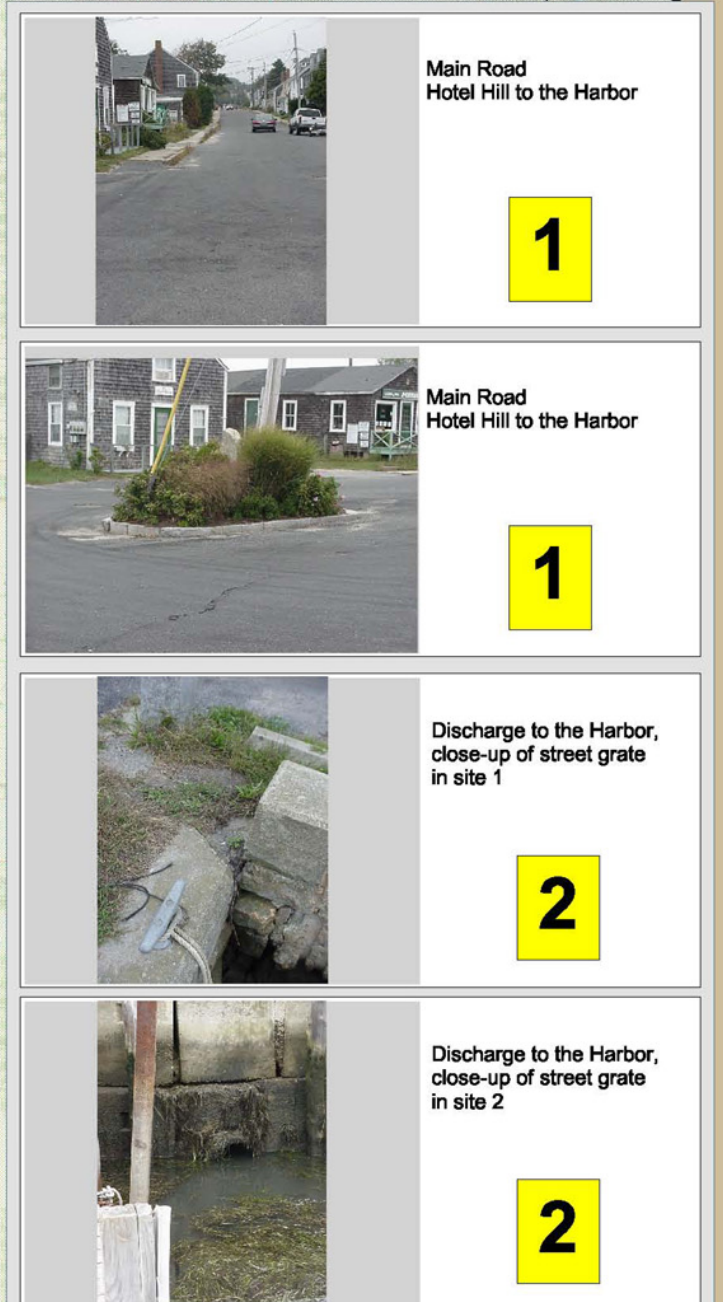 Main Road
Hotel Hill to the Harbor
1
Main Road
Hotel Hill to the Harbor
1
Discharge to the Harbor,
close-up of street grate
in site 1
2
Discharge to the Harbor,
close-up of street grate
in site 2
2